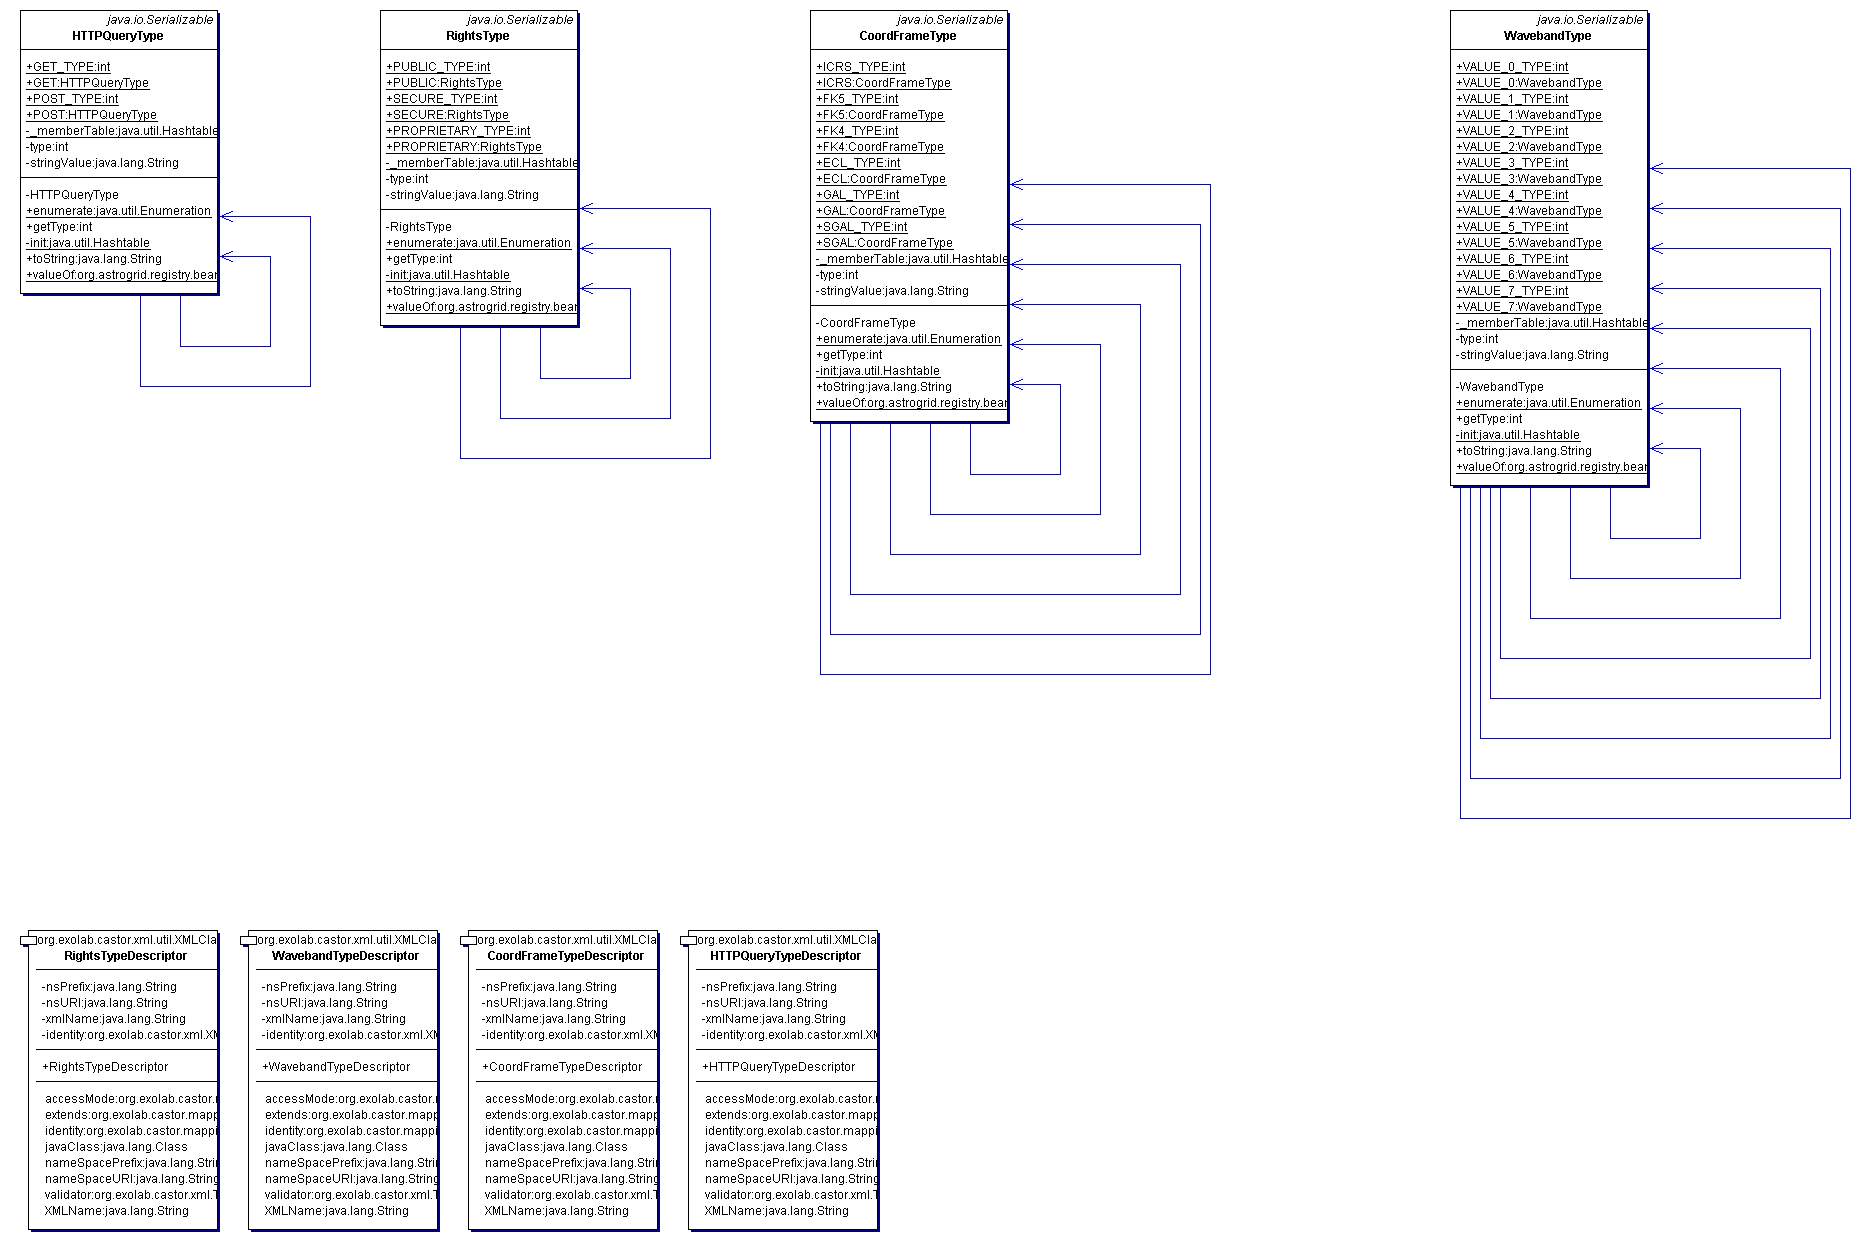 java.io.Serializable
HTTPQueryType
+GET_TYPE:int
+GET:HTTPQueryType
+POST_TYPE:int
+POST:HTTPQueryType
-_memberTable:java.util.Hashtable
-type:int
-stringValue:java.lang.String
-HTTPQueryType
+enumerate:java.util.Enumeration
+getType:int
-init:java.util.Hashtable
+toString:java.lang.String
+valueOf:org.astrogrid.registry.bear
java.io.Serializable
RightsType
+PUBLIC_TYPE:int
+PUBLIC:RightsType
+SECURE_TYPE:int
+SECURE:RightsType
+PROPRIETARY_TYPE:int
+PROPRIETARY:RightsType
-_memberTable:java.util.Hashtable
-type:int
-stringValue:java.lang.String
-RightsType
+enumerate:java.util.Enumeration
+getType:int
-init:java.util.Hashtable
+toString:java.lang.String
+valueOf:org.astrogrid.registry.bear
java.io.Serializable
CoordFrameType
+ICRS_TYPE:int
+ICRS:CoordFrameType
+FK5_TYPE:int
+FK5:CoordFrameType
+FK4_TYPE:int
+FK4:CoordFrameType
+ECL_TYPE:int
+ECL:CoordFrameType
+GAL_TYPE:int
+GAL:CoordFrameType
+SGAL_TYPE:int
+SGAL:CoordFrameType
-_memberTable:java.util.Hashtable
-type:int
-stringValue:java.lang.String
-CoordFrameType
+enumerate:java.util.Enumeration
+getType:int
-init:java.util.Hashtable
+toString:java.lang.String
+valueOf:org.astrogrid.registry.bear
java.io.Serializable
WavebandType
+VALUE_0_TYPE:int
+VALUE_0:WavebandType
+VALUE_1_TYPE:int
+VALUE_1:WavebandType
+VALUE_2_TYPE:int
+VALUE_2:WavebandType
+VALUE_3_TYPE:int
+VALUE_3:WavebandType
+VALUE_4_TYPE:int
+VALUE_4:WavebandType
+VALUE_5_TYPE:int
+VALUE_5:WavebandType
+VALUE_6_TYPE:int
+VALUE_6:WavebandType
+VALUE_7_TYPE:int
+VALUE_7:WavebandType
-_memberTable:java.util.Hashtable
-type:int
-stringValue:java.lang.String
-WavebandType
+enumerate:java.util.Enumeration
+getType:int
-init:java.util.Hashtable
+toString:java.lang.String
+valueOf:org.astrogrid.registry.bear
org.exolab.castor.xml.util.XMLCla
RightsTypeDescriptor
-nsPrefix:java.lang.String
-nsURI:java.lang.String
-xmlName:java.lang.String
-identity:org.exolab.castor.xml.XM
+RightsTypeDescriptor
accessMode:org.exolab.castor.m
extends:org.exolab.castor.mapp
identity:org.exolab.castor.mappi
javaClass:java.lang.Class
nameSpacePrefix:java.lang.Strin
nameSpaceURI:java.lang.String
validator:org.exolab.castor.xml.T
XMLName:java.lang.String
org.exolab.castor.xml.util.XMLCla
WavebandTypeDescriptor
-nsPrefix:java.lang.String
-nsURI:java.lang.String
-xmlName:java.lang.String
-identity:org.exolab.castor.xml.XM
+WavebandTypeDescriptor
accessMode:org.exolab.castor.m
extends:org.exolab.castor.mapp
identity:org.exolab.castor.mappi
javaClass:java.lang.Class
nameSpacePrefix:java.lang.Strin
nameSpaceURI:java.lang.String
validator:org.exolab.castor.xml.T
XMLName:java.lang.String
org.exolab.castor.xml.util.XMLCla
CoordFrameTypeDescriptor
-nsPrefix:java.lang.String
-nsURI:java.lang.String
-xmlName:java.lang.String
-identity:org.exolab.castor.xml.XM
+CoordFrameTypeDescriptor
accessMode:org.exolab.castor.m
extends:org.exolab.castor.mapp
identity:org.exolab.castor.mappi
javaClass:java.lang.Class
nameSpacePrefix:java.lang.Strin
nameSpaceURI:java.lang.String
validator:org.exolab.castor.xml.T
XMLName:java.lang.String
org.exolab.castor.xml.util.XMLCla
HTTPQueryTypeDescriptor
-nsPrefix:java.lang.String
-nsURI:java.lang.String
-xmlName:java.lang.String
-identity:org.exolab.castor.xml.XM
+HTTPQueryTypeDescriptor
accessMode:org.exolab.castor.m
extends:org.exolab.castor.mapp
identity:org.exolab.castor.mappi
javaClass:java.lang.Class
nameSpacePrefix:java.lang.Strin
nameSpaceURI:java.lang.String
validator:org.exolab.castor.xml.T
XMLName:java.lang.String